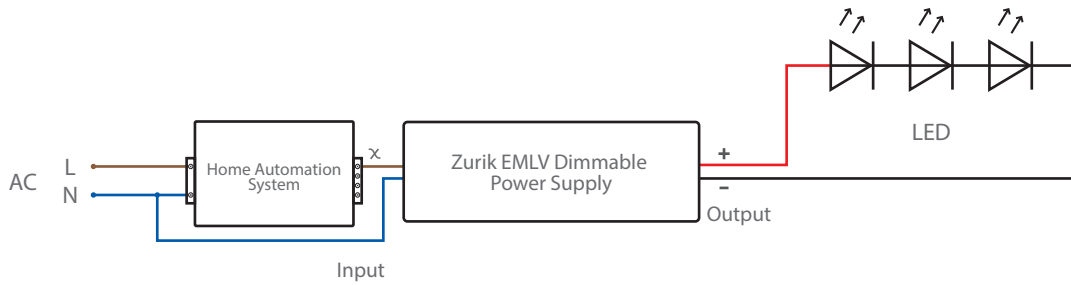 LED
AC
L
N
Home Automation
System
χ
Zurik EMLV Dimmable
Power Supply
+
–
Output
Input